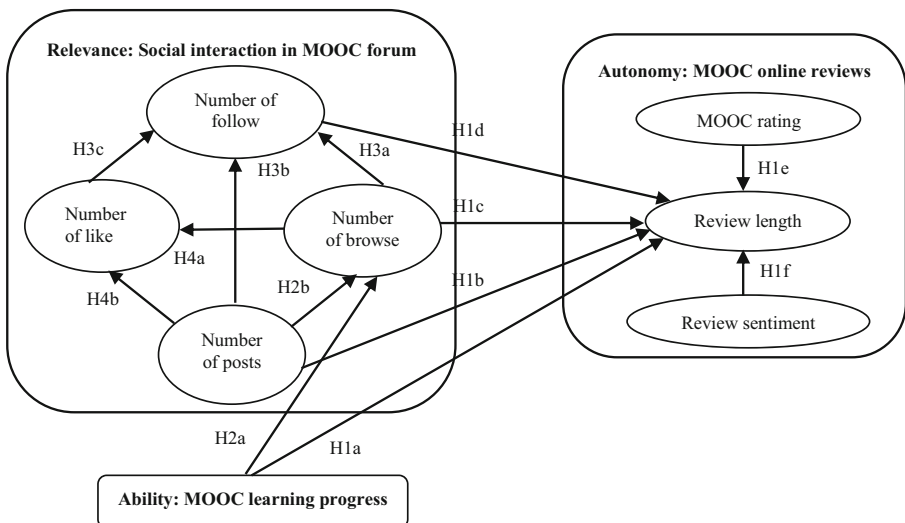 Relevance: Social interaction in MOOC forum
Number of
follow
H3c
H3b
H3a
Number
of like
Number
of browse
H4a
H4b
H2b
Number
of posts
H1d
H1c
H1b
H2a
H1a
Autonomy: MOOC online reviews
MOOC rating
H1e
Review length
H1f
Review sentiment
Ability: MOOC learning progress